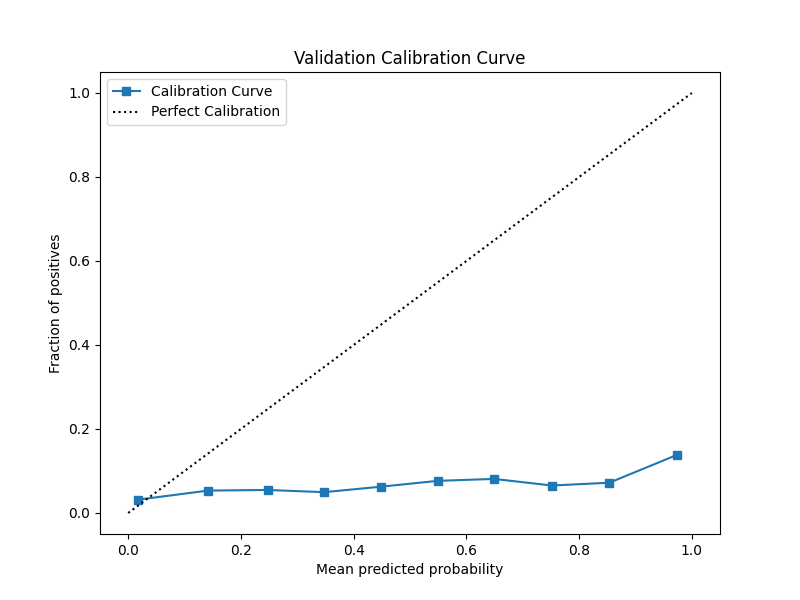 Validation Calibration Curve
Calibration Curve
Perfect Calibration
1.0
0.8
0.6
0.4
0.2
0.0
Fraction of positives
0.0 0.2 0.4 0.6 0.8 1.0
Mean predicted probability